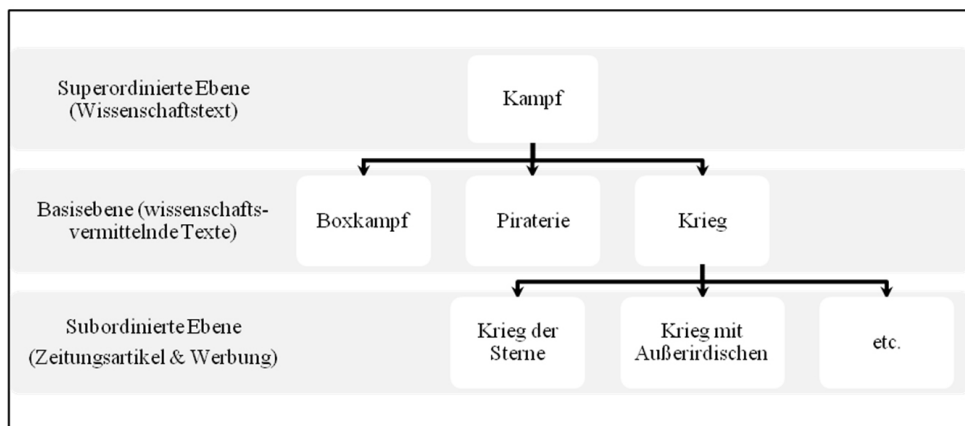 Superordinierte Ebene
(Wissenschaftstext)
Kampf
Basisebene (wissenschafts-
vermittelnde Texte)
Boxkampf
Piraterie
Krieg
Subordinierte Ebene
(Zeitungsartikel & Werbung)
Krieg der
Sterne
Krieg mit
Außerirdischen
etc.